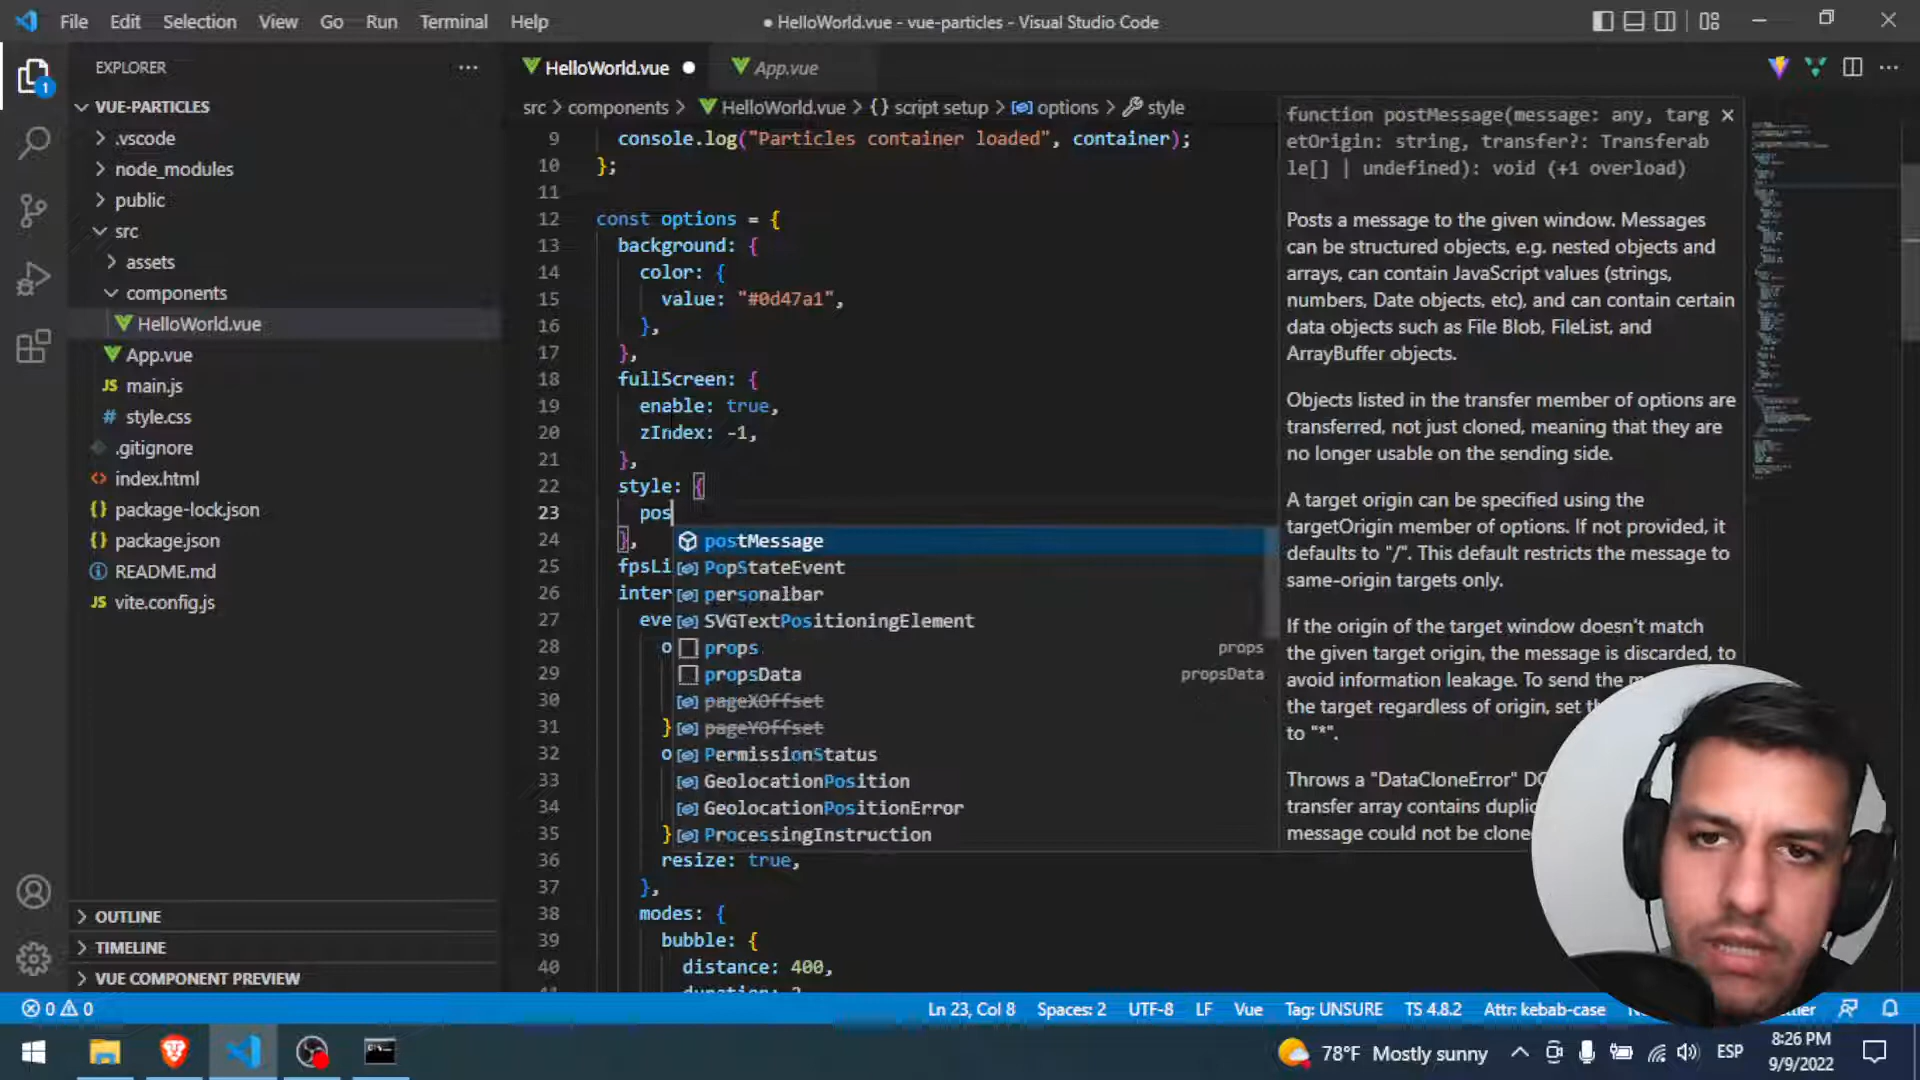 File Edit Selection View Go Run Terminal Help
● HelloWorld.vue - vue-particles - Visual Studio Code
EXPLORER
VUE-PARTICLES
.vscode
node_modules
public
src
assets
components
HelloWorld.vue
App.vue
main.js
style.css
.gitignore
index.html
package-lock.json
package.json
README.md
vite.config.js
OUTLINE
TIMELINE
VUE COMPONENT PREVIEW
HelloWorld.vue ● App.vue
src > components > HelloWorld.vue > {} script setup > options > style
9 console.log("Particles container loaded", container);
10 };
11
12 const options = {
13 background: {
14 color: {
15 value: "#0d47a1",
16 },
17 },
18 fullScreen: {
19 enable: true,
20 zIndex: -1,
21 },
22 style: {
23 pos
24 },
25 fpsLi
26 inter
27 eve
28 o
29
30
31 }
32 o
33
34
35 }
36 resize: true,
37 },
38 modes: {
39 bubble: {
40 distance: 400,
postMessage
PopStateEvent
personalbar
SVGTextPositioningElement
props props
propsData propsData
pageXOffset
pageYOffset
PermissionStatus
GeolocationPosition
GeolocationPositionError
ProcessingInstruction
function postMessage(message: any, targ
etOrigin: string, transfer?: Transferab
le[] | undefined): void (+1 overload)
Posts a message to the given window. Messages
can be structured objects, e.g. nested objects and
arrays, can contain JavaScript values (strings,
numbers, Date objects, etc), and can contain certain
data objects such as File Blob, FileList, and
ArrayBuffer objects.
Objects listed in the transfer member of options are
transferred, not just cloned, meaning that they are
no longer usable on the sending side.
A target origin can be specified using the
targetOrigin member of options. If not provided, it
defaults to "/". This default restricts the message to
same-origin targets only.
If the origin of the target window doesn't match
the given target origin, the message is discarded, to
avoid information leakage. To send the
the target regardless of origin, set
to "*".
Throws a "DataCloneError"
transfer array contains
message could not be
0 0 Ln 23, Col 8 Spaces: 2 UTF-8 LF Vue Tag: UNSURE TS 4.8.2 Attr: kebab-case
78°F Mostly sunny ESP 8:26 PM
9/9/2022